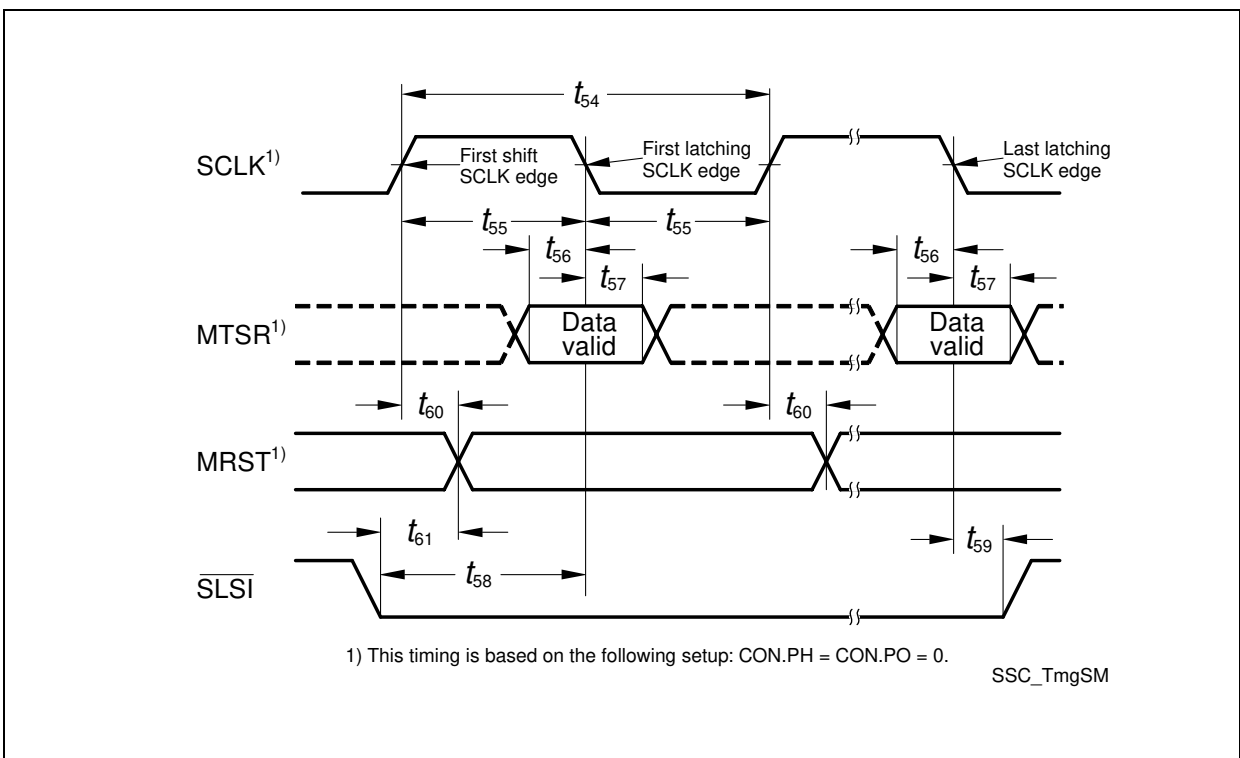 t54
SCLK1)
First shift
SCLK edge
First latching
SCLK edge
Last latching
SCLK edge
t55
t55
t56
t56
t57
t57
MTSR1)
Data
valid
Data
valid
t60
t60
MRST1)
t61
t59
t58
SLSI
1) This timing is based on the following setup: CON.PH = CON.PO = 0.
SSC_TmgSM